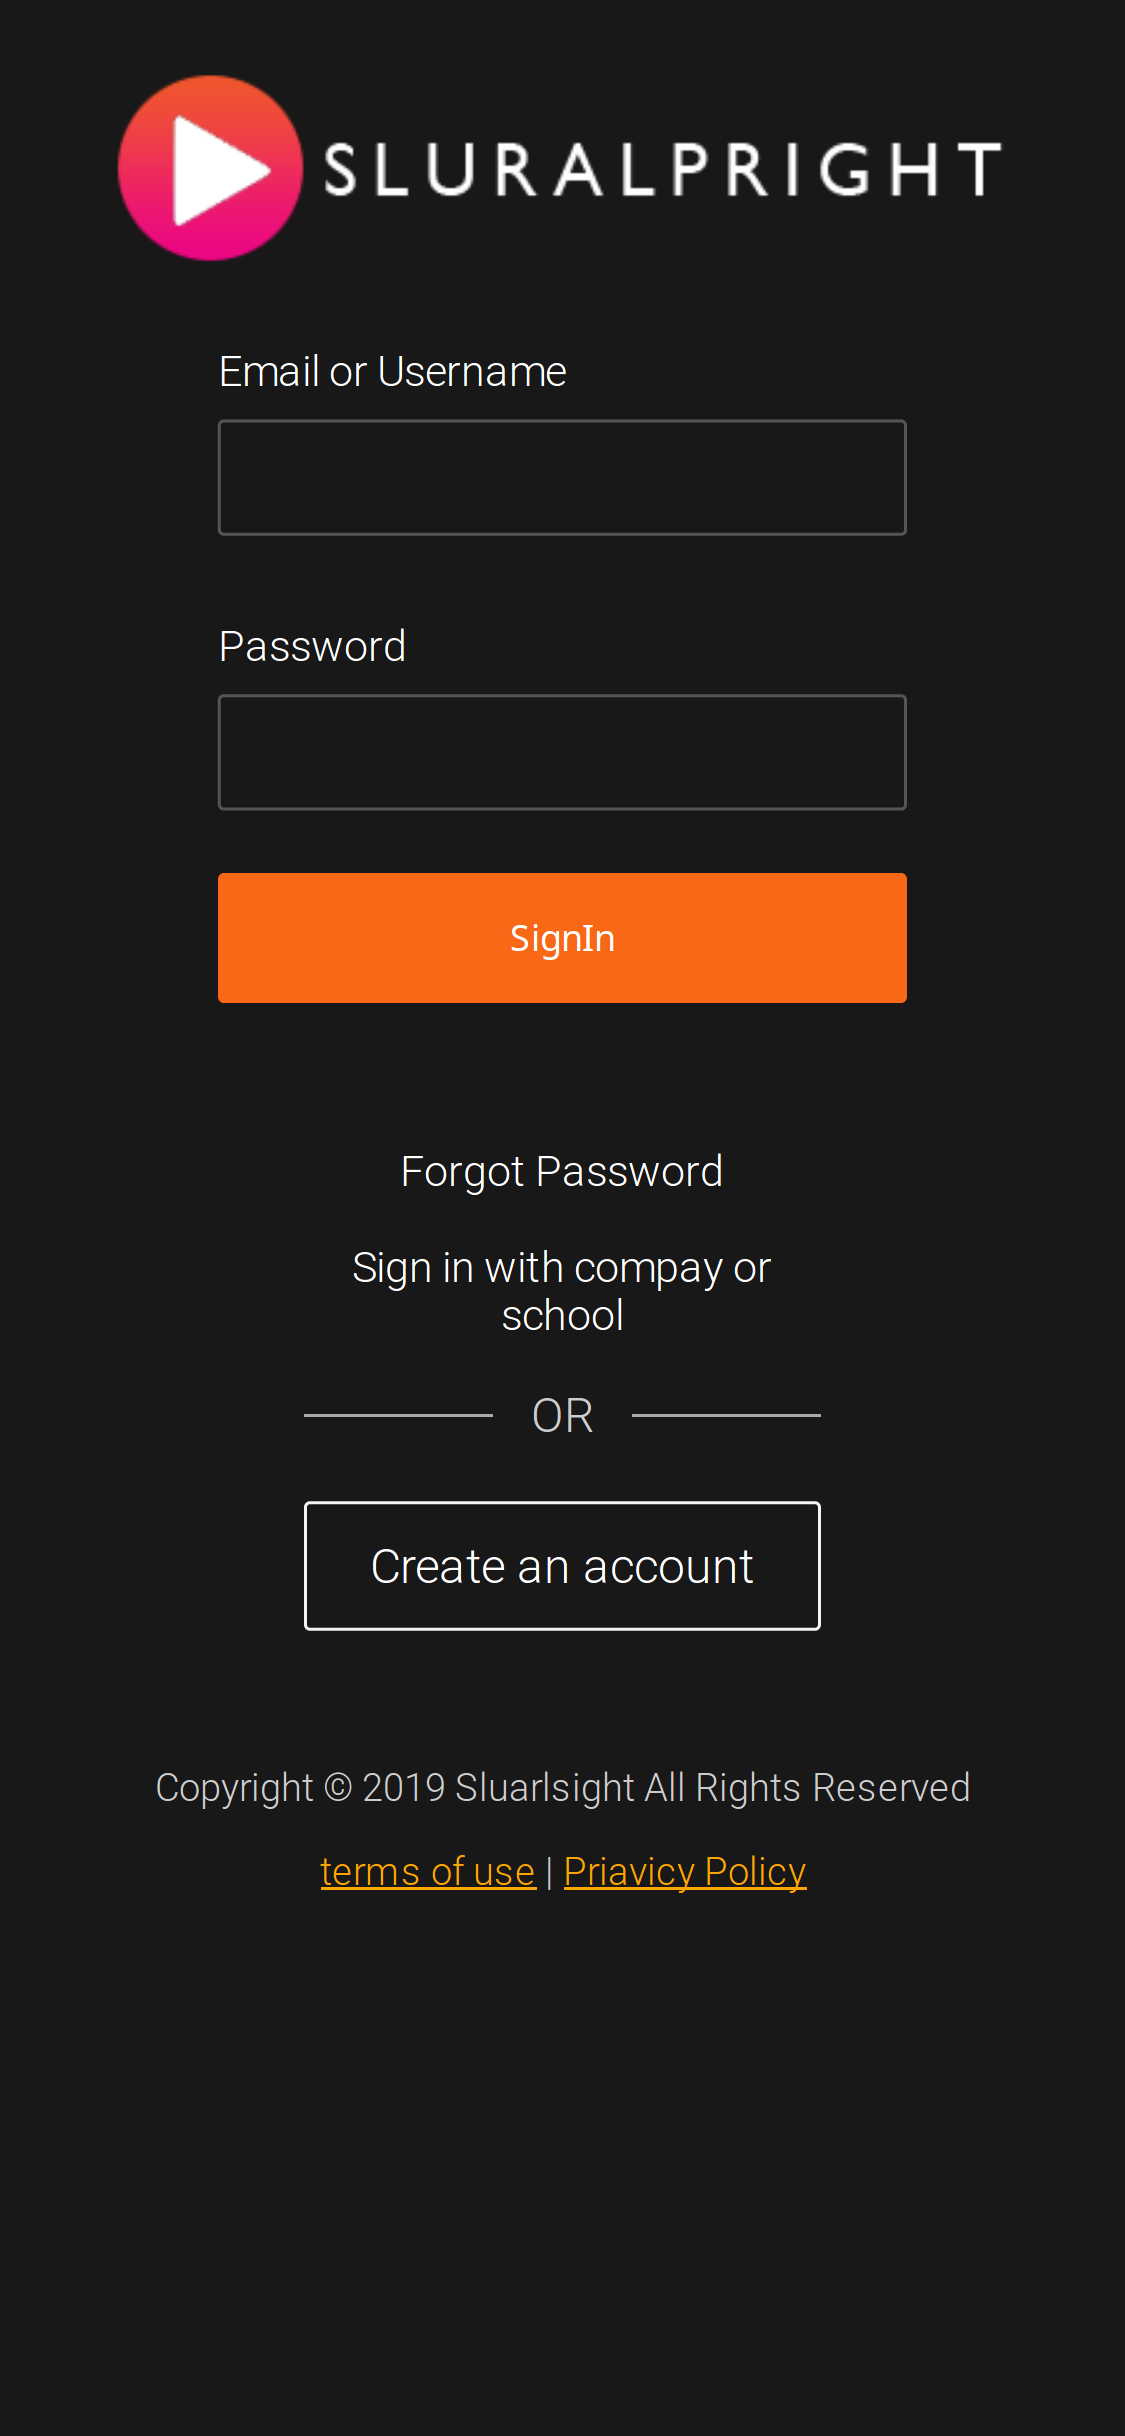 SLURALPRIGHT
Email or Username
Password
SignIn
Forgot Password
Sign in with compay or
school
OR
Create an account
Copyright © 2019 Sluarlsight All Rights Reserved
terms of use | Priavicy Policy